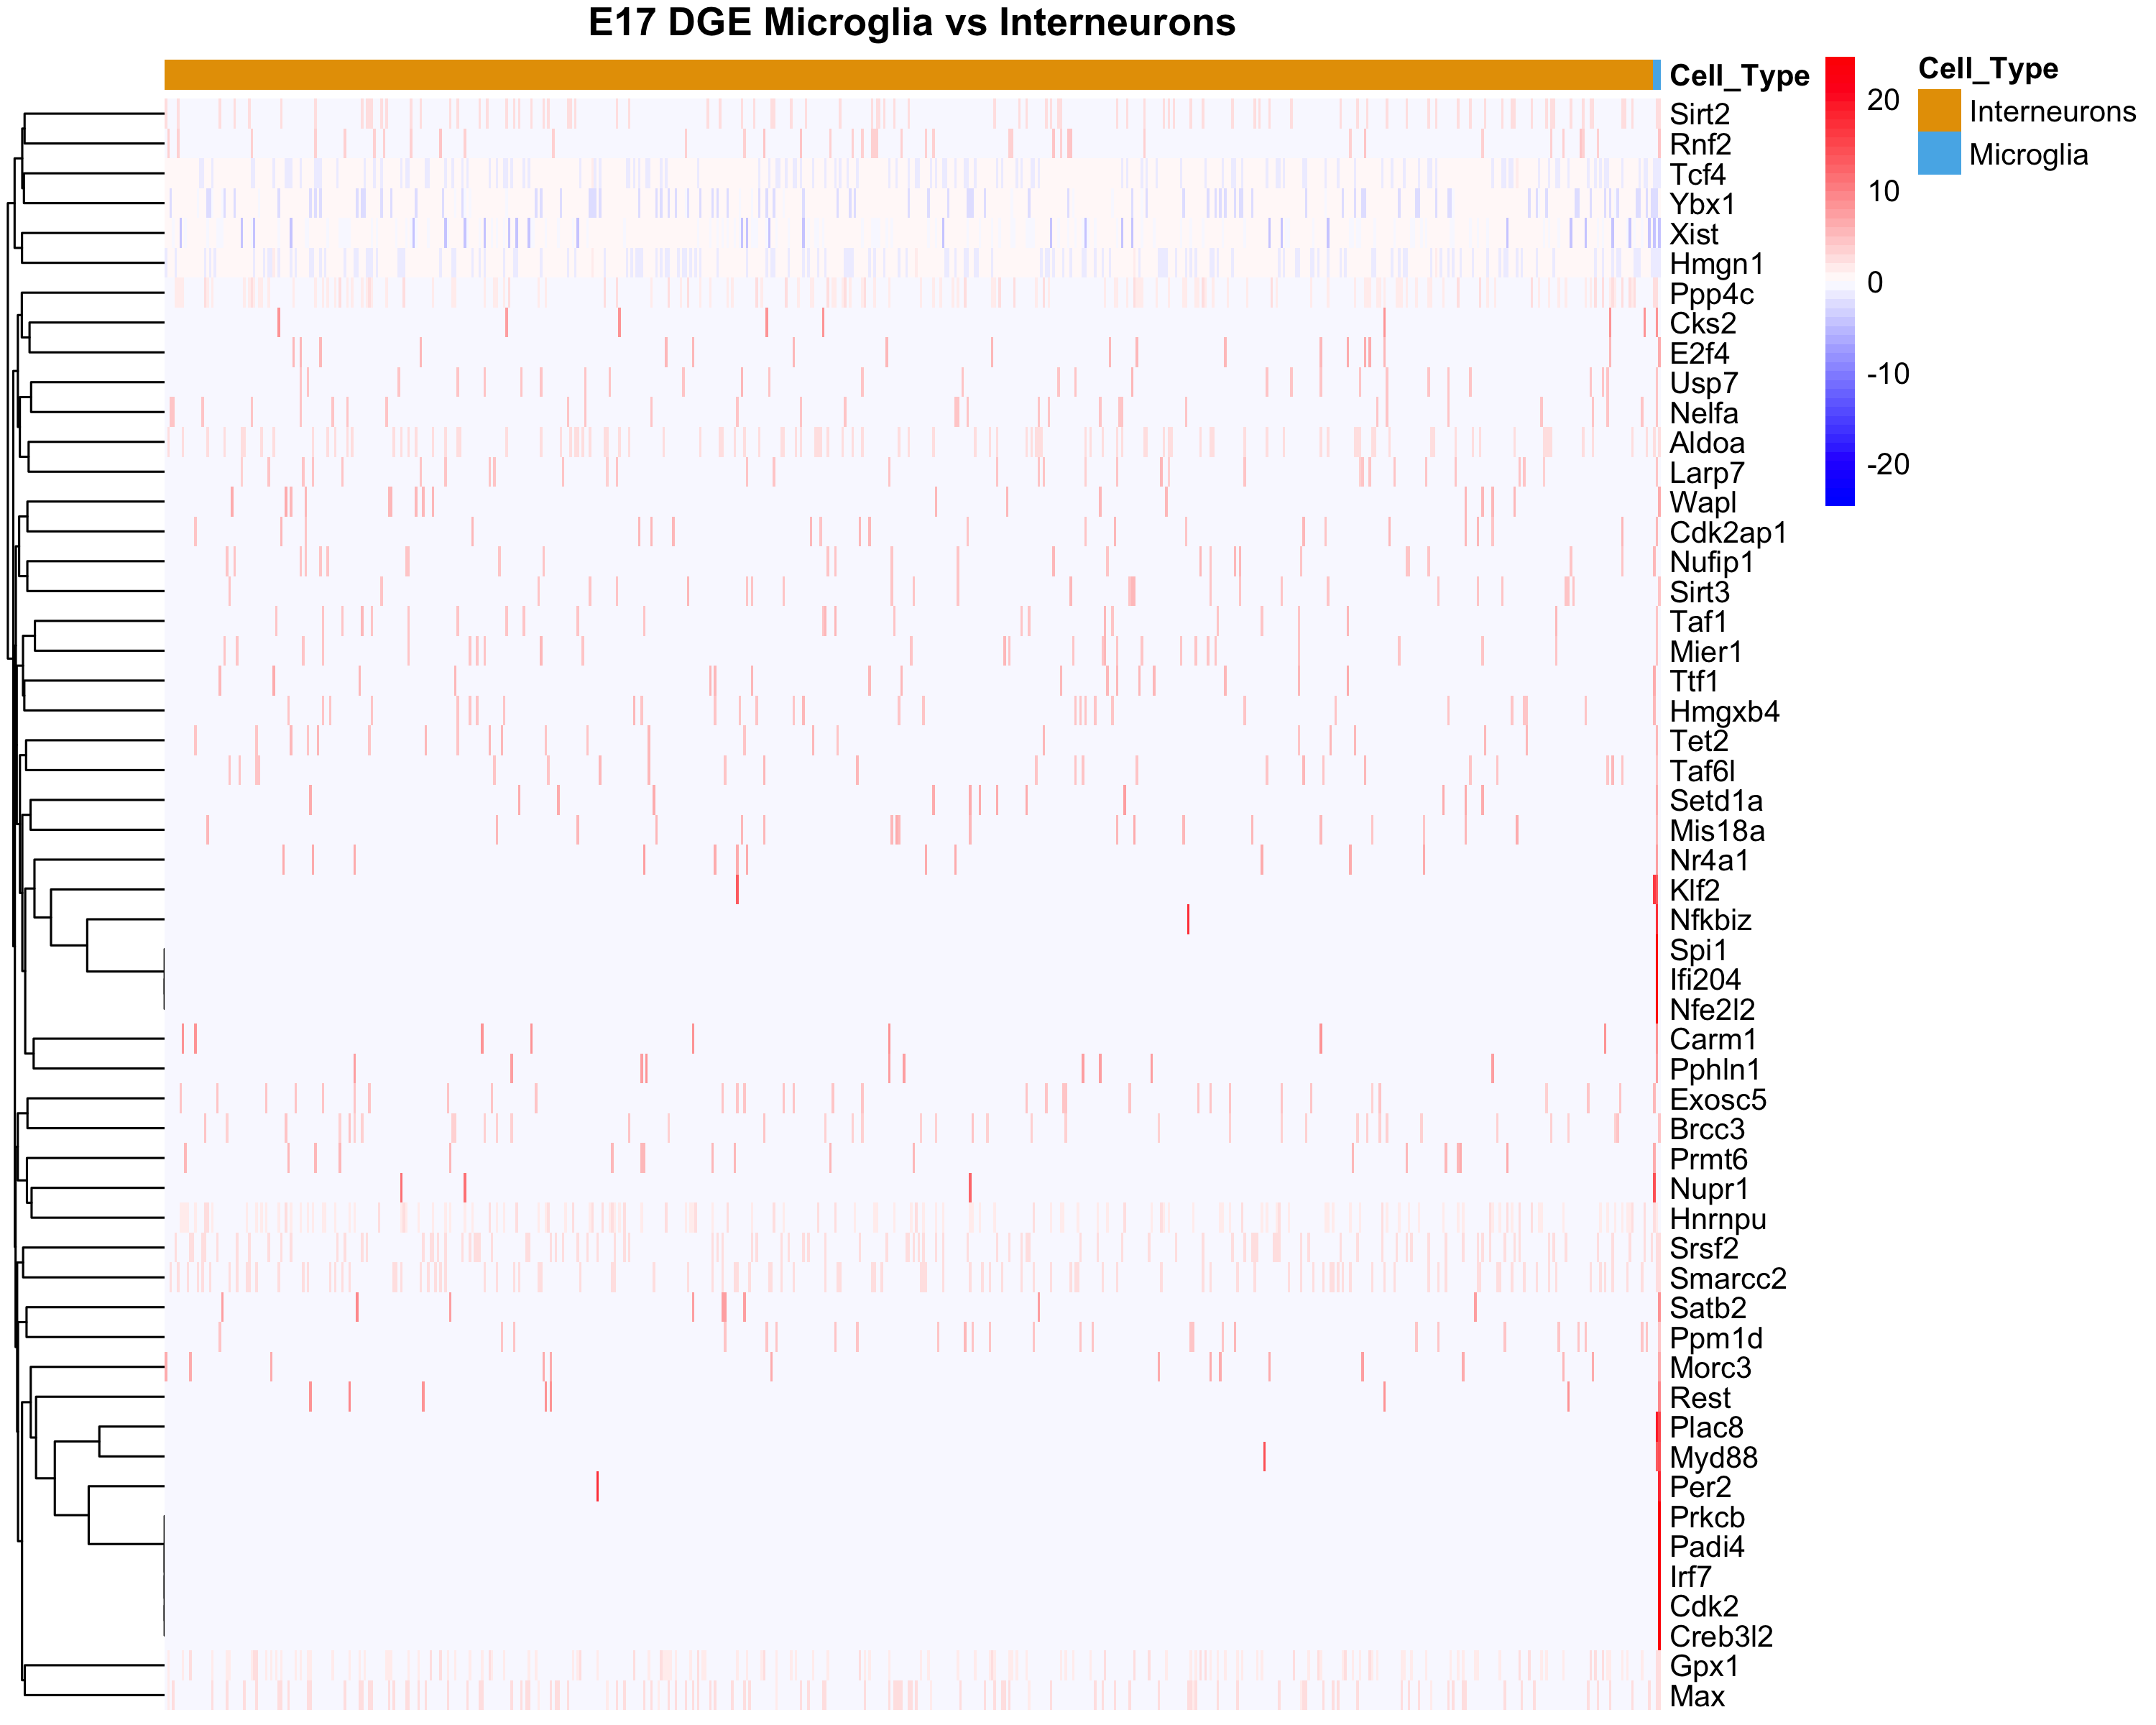 E17 DGE Microglia vs Interneurons
Cell_Type
Sirt2
Rnf2
Tcf4
Ybx1
Xist
Hmgn1
Ppp4c
Cks2
E2f4
Usp7
Nelfa
Aldoa
Larp7
Wapl
Cdk2ap1
Nufip1
Sirt3
Taf1
Mier1
Ttf1
Hmgxb4
Tet2
Taf6l
Setd1a
Mis18a
Nr4a1
Klf2
Nfkbiz
Spi1
Ifi204
Nfe2l2
Carm1
Pphln1
Exosc5
Brcc3
Prmt6
Nupr1
Hnrnpu
Srsf2
Smarcc2
Satb2
Ppm1d
Morc3
Rest
Plac8
Myd88
Per2
Prkcb
Padi4
Irf7
Cdk2
Creb3l2
Gpx1
Max
20
10
0
-10
-20
Cell_Type
Interneurons
Microglia